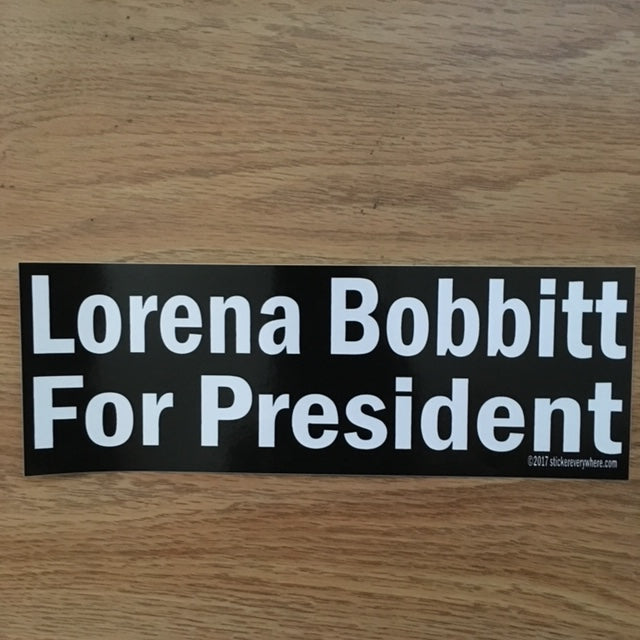 Lorena Bobbitt
For President
©2017 stickereverywhere.com